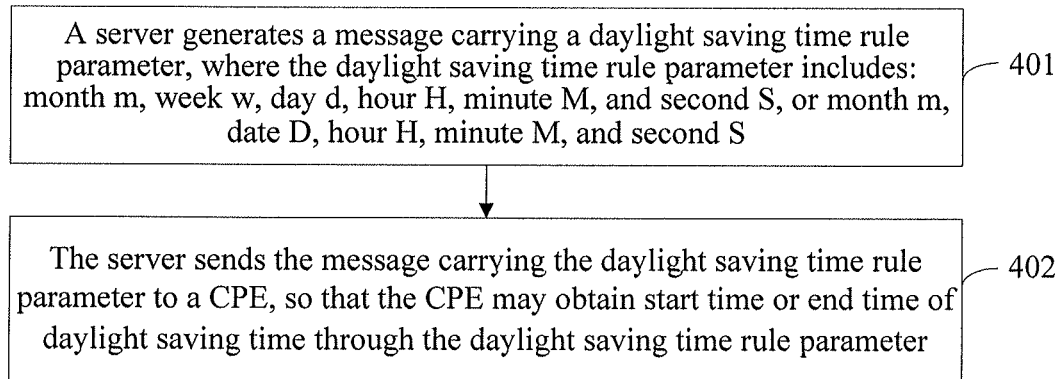 A server generates a message carrying a daylight saving time rule
parameter, where the daylight saving time rule parameter includes:
month m, week w, day d, hour H, minute M, and second S, or month m,
date D, hour H, minute M, and second S
401
The server sends the message carrying the daylight saving time rule
parameter to a CPE, so that the CPE may obtain start time or end time of
daylight saving time through the daylight saving time rule parameter
402